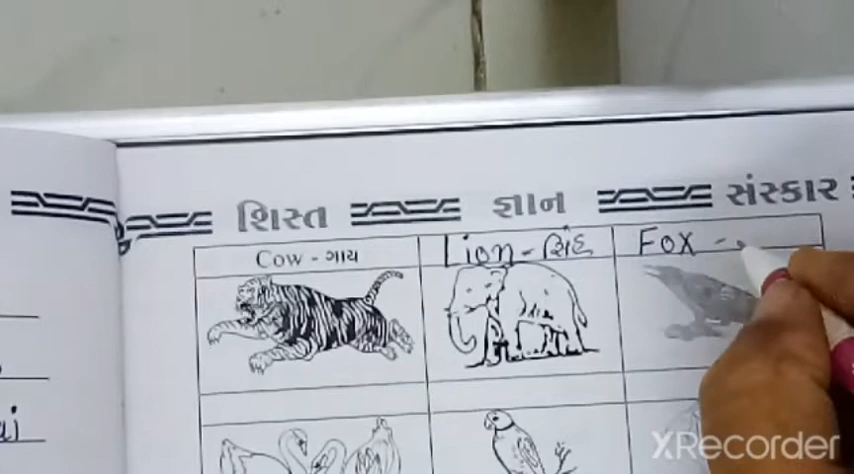 શિસ્ત જ્ઞાન સંસ્કાર
Cow - ગાય Lion - સિંહ Fox -
XRecorder